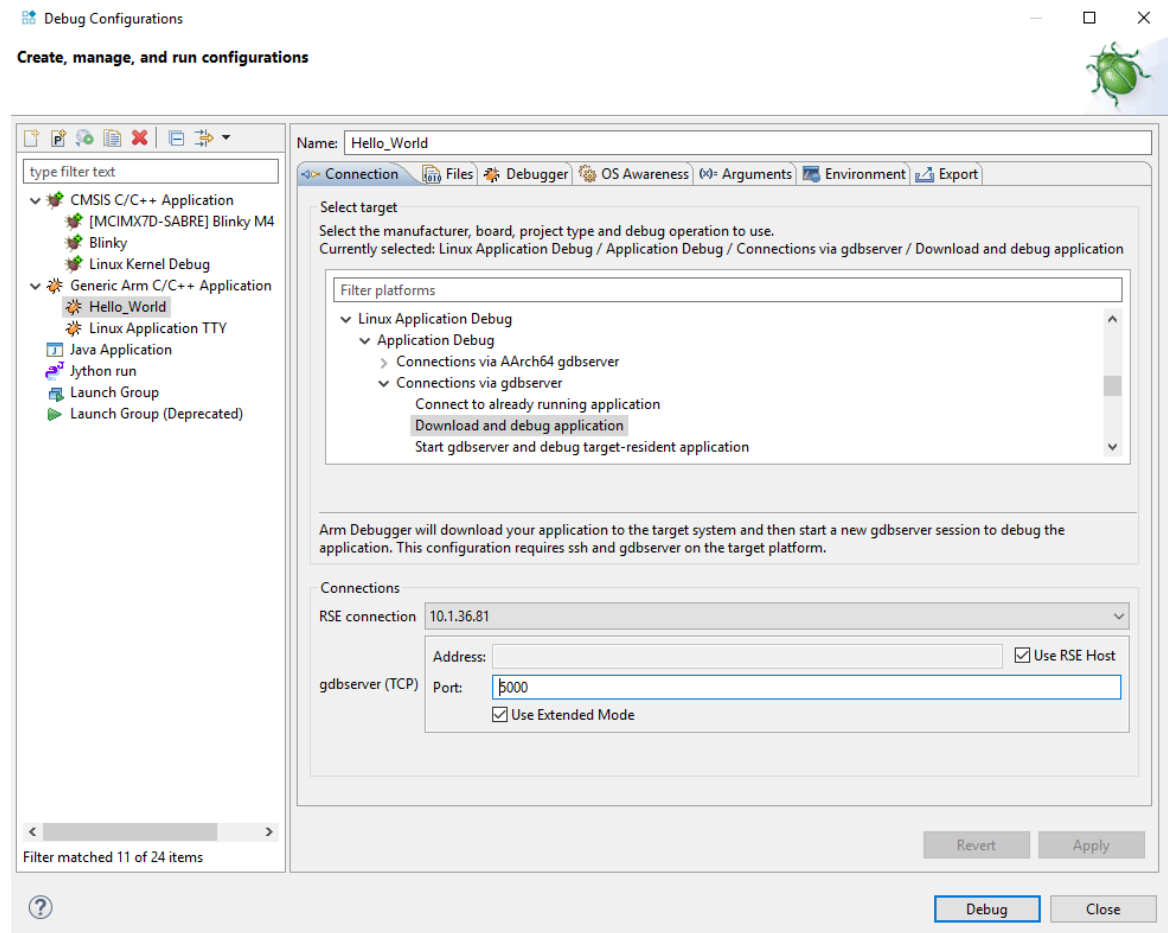 Debug Configurations
Create, manage, and run configurations
type filter text
CMSIS C/C++ Application
[MCIMX7D-SABRE] Blinky M4
Blinky
Linux Kernel Debug
Generic Arm C/C++ Application
Hello_World
Linux Application TTY
Java Application
Jython run
Launch Group
Launch Group (Deprecated)
Filter matched 11 of 24 items
Name: Hello_World
Connection Files Debugger OS Awareness (x)= Arguments Environment Export
Select target
Select the manufacturer, board, project type and debug operation to use.
Currently selected: Linux Application Debug / Application Debug / Connections via gdbserver / Download and debug application
Filter platforms
Linux Application Debug
Application Debug
Connections via AArch64 gdbserver
Connections via gdbserver
Connect to already running application
Download and debug application
Start gdbserver and debug target-resident application
Arm Debugger will download your application to the target system and then start a new gdbserver session to debug the
application. This configuration requires ssh and gdbserver on the target platform.
Connections
RSE connection 10.1.36.81
Address: Use RSE Host
gdbserver (TCP) Port: 5000
Use Extended Mode
Revert Apply
Debug Close